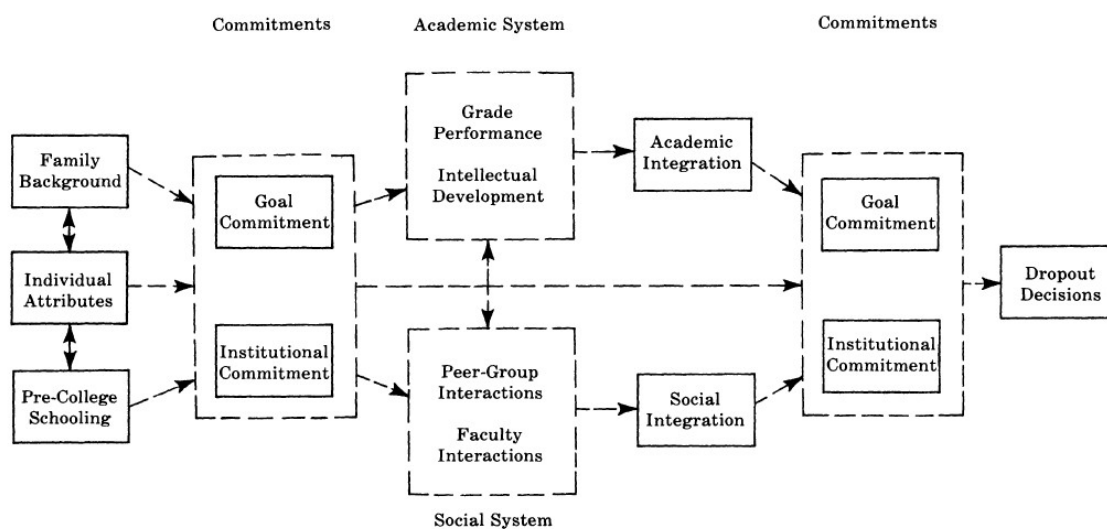 Commitments
Academic System
Commitments
Family
Background
Individual
Attributes
Pre-College
Schooling
Goal
Commitment
Institutional
Commitment
Grade
Performance
Intellectual
Development
Peer-Group
Interactions
Faculty
Interactions
Social System
Academic
Integration
Social
Integration
Goal
Commitment
Institutional
Commitment
Dropout
Decisions